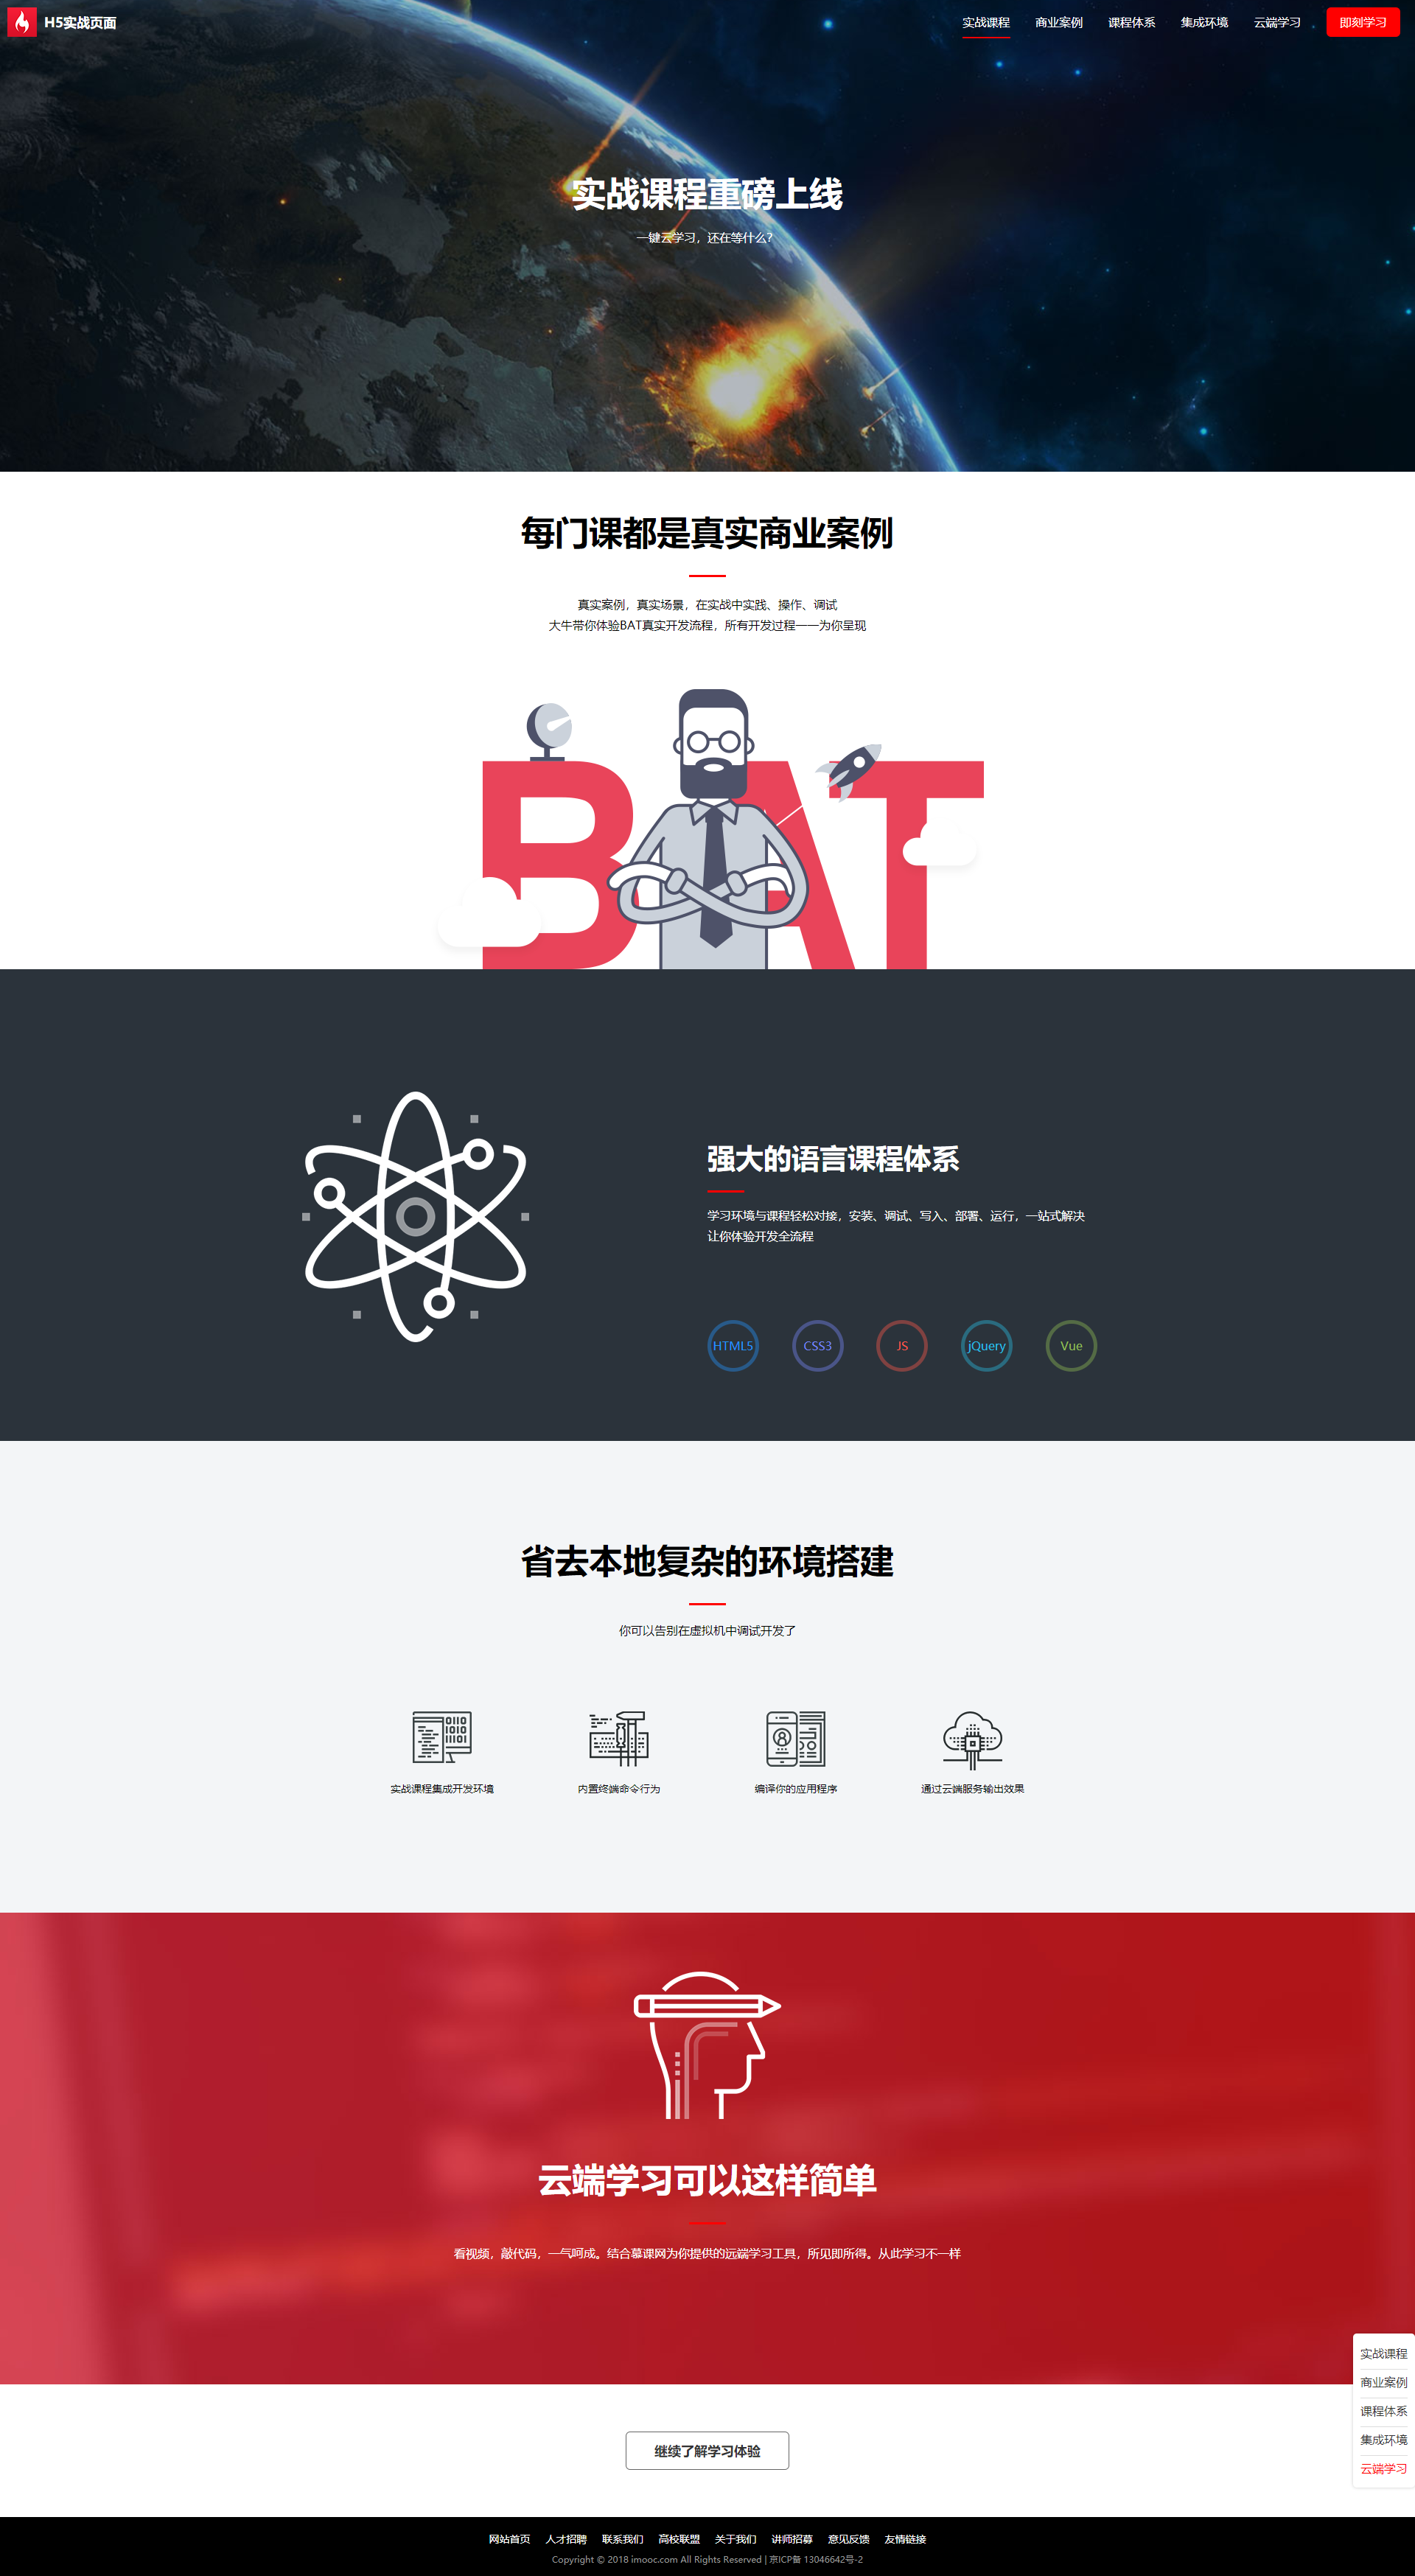 H5实战页面
实战课程 商业案例 课程体系 集成环境 云端学习 即刻学习
实战课程重磅上线
一键云学习，还在等什么？
每门课都是真实商业案例
真实案例，真实场景，在实战中实践、操作、调试
大牛带你体验BAT真实开发流程，所有开发过程一一为你呈现
BAT
强大的语言课程体系
学习环境与课程轻松对接，安装、调试、写入、部署、运行，一站式解决
让你体验开发全流程
HTML5 CSS3 JS jQuery Vue
省去本地复杂的环境搭建
你可以告别在虚拟机中调试开发了
实战课程集成开发环境 内置终端命令行为 编译你的应用程序 通过云端服务输出效果
云端学习可以这样简单
看视频，敲代码，一气呵成。结合慕课网为你提供的远端学习工具，所见即所得。从此学习不一样
实战课程
商业案例
课程体系
集成环境
云端学习
继续了解学习体验
网站首页 人才招聘 联系我们 高校联盟 关于我们 讲师招募 意见反馈 友情链接
Copyright © 2018 imooc.com All Rights Reserved | 京ICP备 13046642号-2